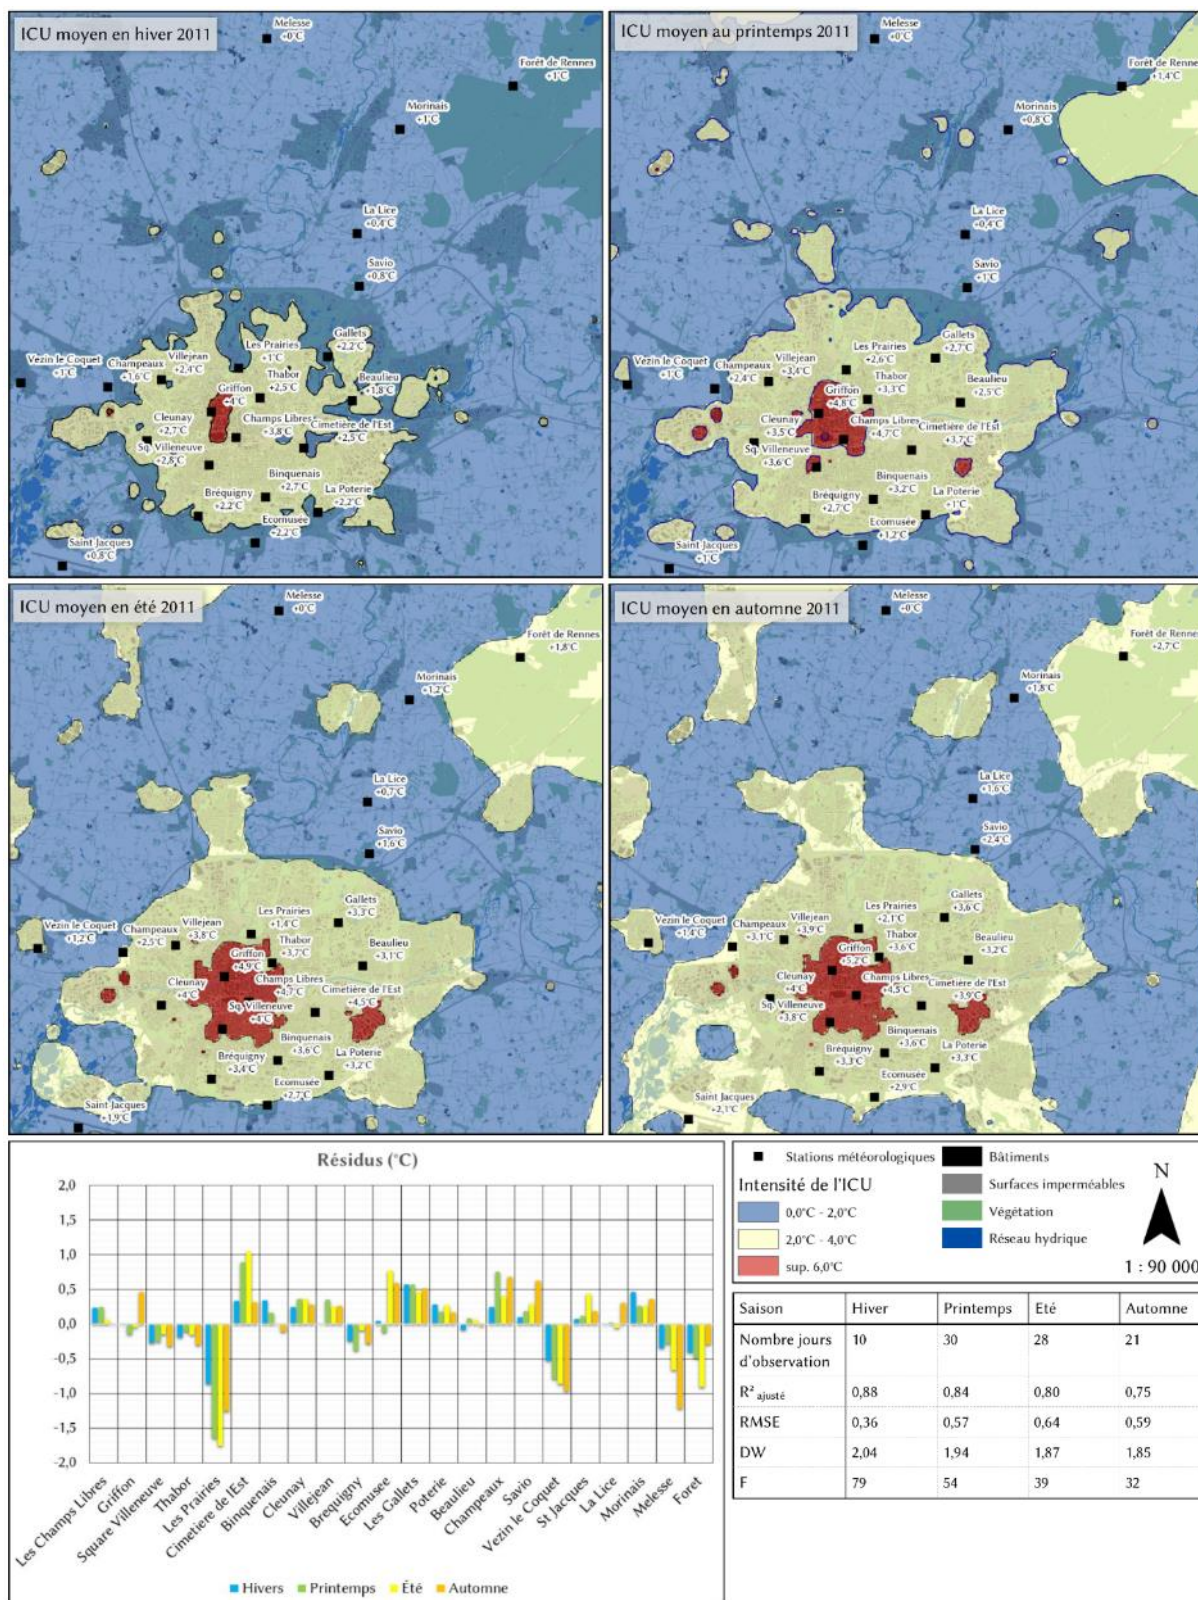 ICU moyen en hiver 2011
Melesse
+0°C
Forêt de Rennes
+1°C
Morinais
+1°C
La Lice
+0,4°C
Savio
+0,8°C
Gallets
+2,2°C
Les Prairies
+1°C
Vezin le Coquet
+1°C
Champeaux
+1,6°C
Villejean
+2,4°C
Thabor
+2,5°C
Beaulieu
+1,8°C
Griffon
+4°C
Cleunay
+2,7°C
Champs Libres
+3,8°C
Cimetière de l'Est
+2,5°C
Sq. Villeneuve
+2,8°C
Binquenais
+2,7°C
Bréquigny
+2,2°C
La Poterie
+2,2°C
Ecomusée
+2,2°C
Saint Jacques
+0,8°C
ICU moyen au printemps 2011
Melesse
+0°C
Forêt de Rennes
+1,4°C
Morinais
+0,8°C
La Lice
+0,4°C
Savio
+1°C
Gallets
+2,7°C
Les Prairies
+2,6°C
Vezin le Coquet
+1°C
Champeaux
+2,4°C
Villejean
+3,4°C
Thabor
+3,3°C
Beaulieu
+2,5°C
Griffon
+4,8°C
Cleunay
+3,5°C
Champs Libres
+4,7°C
Cimetière de l'Est
+3,7°C
Sq. Villeneuve
+3,6°C
Binquenais
+3,2°C
Bréquigny
+2,7°C
La Poterie
+1°C
Ecomusée
+1,2°C
Saint Jacques
+1°C
ICU moyen en été 2011
Melesse
+0°C
Forêt de Rennes
+1,8°C
Morinais
+1,2°C
La Lice
+0,7°C
Savio
+1,6°C
Gallets
+3,3°C
Les Prairies
+1,4°C
Vezin le Coquet
+1,2°C
Champeaux
+2,5°C
Villejean
+3,8°C
Thabor
+3,7°C
Beaulieu
+3,1°C
Griffon
+4,9°C
Cleunay
+4°C
Champs Libres
+4,7°C
Cimetière de l'Est
+4,5°C
Sq. Villeneuve
+4°C
Binquenais
+3,6°C
Bréquigny
+3,4°C
La Poterie
+3,2°C
Ecomusée
+2,7°C
Saint Jacques
+1,9°C
ICU moyen en automne 2011
Melesse
+0°C
Forêt de Rennes
+2,7°C
Morinais
+1,8°C
La Lice
+1,6°C
Savio
+2,4°C
Gallets
+3,6°C
Les Prairies
+2,1°C
Vezin le Coquet
+1,4°C
Champeaux
+3,1°C
Villejean
+3,9°C
Thabor
+3,6°C
Beaulieu
+3,2°C
Griffon
+5,2°C
Cleunay
+4°C
Champs Libres
+4,5°C
Cimetière de l'Est
+3,9°C
Sq. Villeneuve
+3,8°C
Binquenais
+3,6°C
Bréquigny
+3,3°C
La Poterie
+3,3°C
Ecomusée
+2,9°C
Saint Jacques
+2,1°C
Résidus (°C)
2,0
1,5
1,0
0,5
0,0
-0,5
-1,0
-1,5
-2,0
Les Champs Libres
Griffon
Square Villeneuve
Thabor
Les Prairies
Cimetiere de lEst
Binquenais
Cleunay
Villejean
Brequigny
Ecomusee
Les Gallets
Poterie
Beaulieu
Champeaux
Savio
Vezin le Coquet
St Jacques
La Lice
Morinais
Melesse
Foret
Hivers Printemps Été Automne
Stations météorologiques
Intensité de l'ICU
0,0°C - 2,0°C
2,0°C - 4,0°C
sup. 6,0°C
Bâtiments
Surfaces imperméables
Végétation
Réseau hydrique
N
1 : 90 000
Saison Hiver Printemps Eté Automne
Nombre jours d'observation 10 30 28 21
R² ajusté 0,88 0,84 0,80 0,75
RMSE 0,36 0,57 0,64 0,59
DW 2,04 1,94 1,87 1,85
F 79 54 39 32